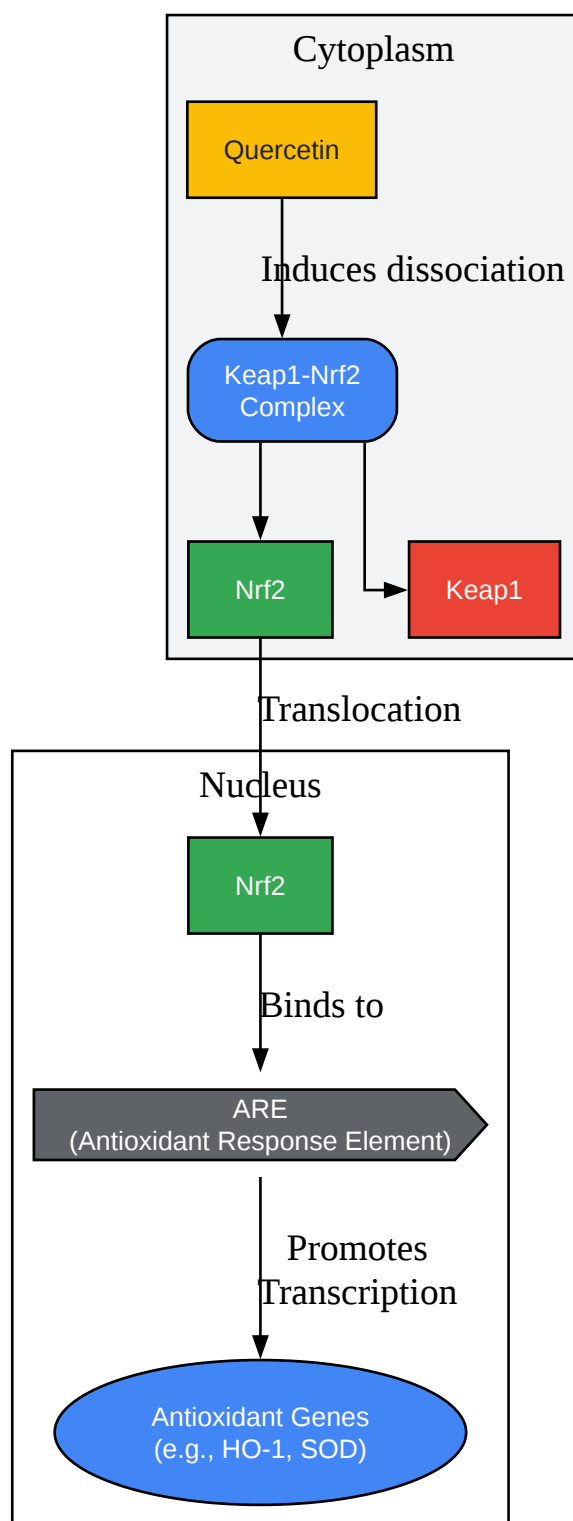 Cytoplasm
Quercetin
Induces dissociation
Keap1-Nrf2
Complex
Nrf2
Keap1
Translocation
Nucleus
Nrf2
Binds to
ARE
(Antioxidant Response Element)
Promotes
Transcription
Antioxidant Genes
(e.g., HO-1, SOD)